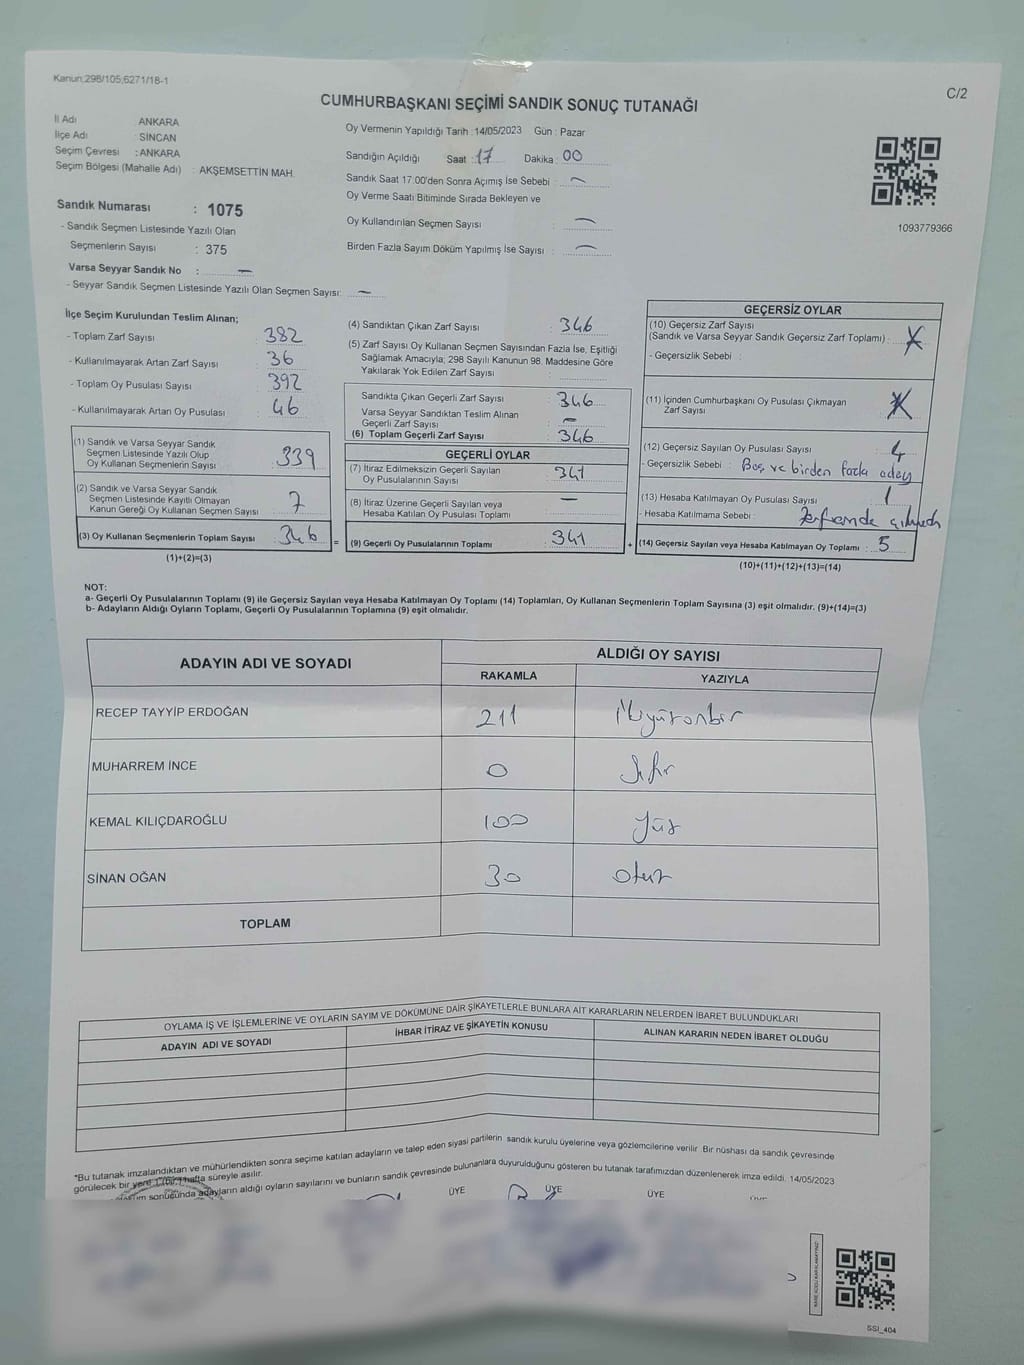 Kanun;298/105;6271/18-1
C/2
CUMHURBAŞKANI SEÇİMİ SANDIK SONUÇ TUTANAĞI
İl Adı : ANKARA
İlçe Adı : SİNCAN
Seçim Çevresi : ANKARA
Seçim Bölgesi (Mahalle Adı) : AKŞEMSETTİN MAH.
Sandık Numarası : 1075
- Sandık Seçmen Listesinde Yazılı Olan
Seçmenlerin Sayısı : 375
Varsa Seyyar Sandık No : —
- Seyyar Sandık Seçmen Listesinde Yazılı Olan Seçmen Sayısı: —
Oy Vermenin Yapıldığı Tarih : 14/05/2023 Gün : Pazar
Sandığın Açıldığı Saat : 17 Dakika : 00
Sandık Saat 17:00'den Sonra Açımış İse Sebebi : —
Oy Verme Saati Bitiminde Sırada Bekleyen ve
Oy Kullandırılan Seçmen Sayısı : —
Birden Fazla Sayım Döküm Yapılmış İse Sayısı : —
1093779366
İlçe Seçim Kurulundan Teslim Alınan;
- Toplam Zarf Sayısı : 382
- Kullanılmayarak Artan Zarf Sayısı : 36
- Toplam Oy Pusulası Sayısı : 392
- Kullanılmayarak Artan Oy Pusulası : 46
(1) Sandık ve Varsa Seyyar Sandık
Seçmen Listesinde Yazılı Olup
Oy Kullanan Seçmenlerin Sayısı : 339
(2) Sandık ve Varsa Seyyar Sandık
Seçmen Listesinde Kayıtlı Olmayan
Kanun Gereği Oy Kullanan Seçmen Sayısı : 7
(3) Oy Kullanan Seçmenlerin Toplam Sayısı : 346
(1)+(2)=(3)
(4) Sandıktan Çıkan Zarf Sayısı : 346
(5) Zarf Sayısı Oy Kullanan Seçmen Sayısından Fazla İse, Eşitliği
Sağlamak Amacıyla; 298 Sayılı Kanunun 98. Maddesine Göre
Yakılarak Yok Edilen Zarf Sayısı :
Sandıkta Çıkan Geçerli Zarf Sayısı : 346
Varsa Seyyar Sandıktan Teslim Alınan
Geçerli Zarf Sayısı : —
(6) Toplam Geçerli Zarf Sayısı : 346
GEÇERLİ OYLAR
(7) İtiraz Edilmeksizin Geçerli Sayılan
Oy Pusulalarının Sayısı : 341
(8) İtiraz Üzerine Geçerli Sayılan veya
Hesaba Katılan Oy Pusulası Toplamı : —
= (9) Geçerli Oy Pusulalarının Toplamı : 341
GEÇERSİZ OYLAR
(10) Geçersiz Zarf Sayısı
(Sandık ve Varsa Seyyar Sandık Geçersiz Zarf Toplamı) :
- Geçersizlik Sebebi :
(11) İçinden Cumhurbaşkanı Oy Pusulası Çıkmayan
Zarf Sayısı
(12) Geçersiz Sayılan Oy Pusulası Sayısı : 4
- Geçersizlik Sebebi : Boş ve birden fazla aday
(13) Hesaba Katılmayan Oy Pusulası Sayısı : 1
- Hesaba Katılmama Sebebi :
+ (14) Geçersiz Sayılan veya Hesaba Katılmayan Oy Toplamı : 5
(10)+(11)+(12)+(13)=(14)
NOT:
a- Geçerli Oy Pusulalarının Toplamı (9) ile Geçersiz Sayılan veya Hesaba Katılmayan Oy Toplamı (14) Toplamları, Oy Kullanan Seçmenlerin Toplam Sayısına (3) eşit olmalıdır. (9)+(14)=(3)
b- Adayların Aldığı Oyların Toplamı, Geçerli Oy Pusulalarının Toplamına (9) eşit olmalıdır.
ADAYIN ADI VE SOYADI
ALDIĞI OY SAYISI
RAKAMLA YAZIYLA
RECEP TAYYİP ERDOĞAN 211 ikiyüzonbir
MUHARREM İNCE 0 Sıfır
KEMAL KILIÇDAROĞLU 100 Yüz
SİNAN OĞAN 30 Otuz
TOPLAM
OYLAMA İŞ VE İŞLEMLERİNE VE OYLARIN SAYIM VE DÖKÜMÜNE DAİR ŞİKAYETLERLE BUNLARA AİT KARARLARIN NELERDEN İBARET BULUNDUKLARI
ADAYIN ADI VE SOYADI İHBAR İTİRAZ VE ŞİKAYETİN KONUSU ALINAN KARARIN NEDEN İBARET OLDUĞU
*Bu tutanak imzalandıktan ve mühürlendikten sonra seçime katılan adayların ve talep eden siyasi partilerin sandık kurulu üyelerine veya gözlemcilerine verilir. Bir nüshası da sandık çevresinde
görülecek bir yere 1 (bir) hafta süreyle asılır.
sonucunda adayların aldığı oyların sayılarını ve bunların sandık çevresinde bulunanlara duyurulduğunu gösteren bu tutanak tarafımızdan düzenlenerek imza edildi. 14/05/2023
ÜYE ÜYE ÜYE
SSI_404